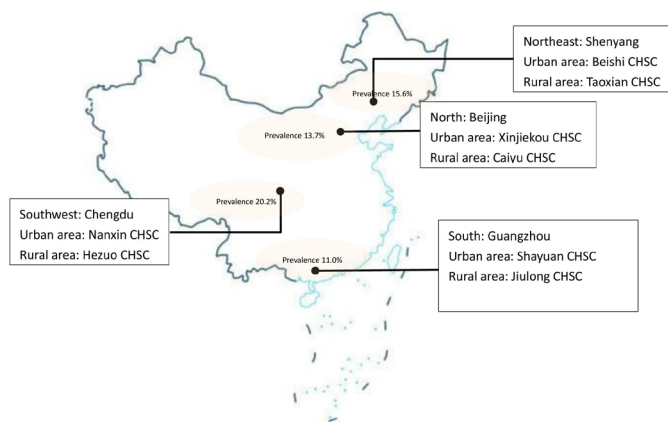 Northeast: Shenyang
Urban area: Beishi CHSC
Rural area: Taoxian CHSC
Prevalence 15.6%
North: Beijing
Urban area: Xinjiekou CHSC
Rural area: Caiyu CHSC
Prevalence 13.7%
Southwest: Chengdu
Urban area: Nanxin CHSC
Rural area: Hezuo CHSC
Prevalence 20.2%
South: Guangzhou
Urban area: Shayuan CHSC
Rural area: Jiulong CHSC
Prevalence 11.0%